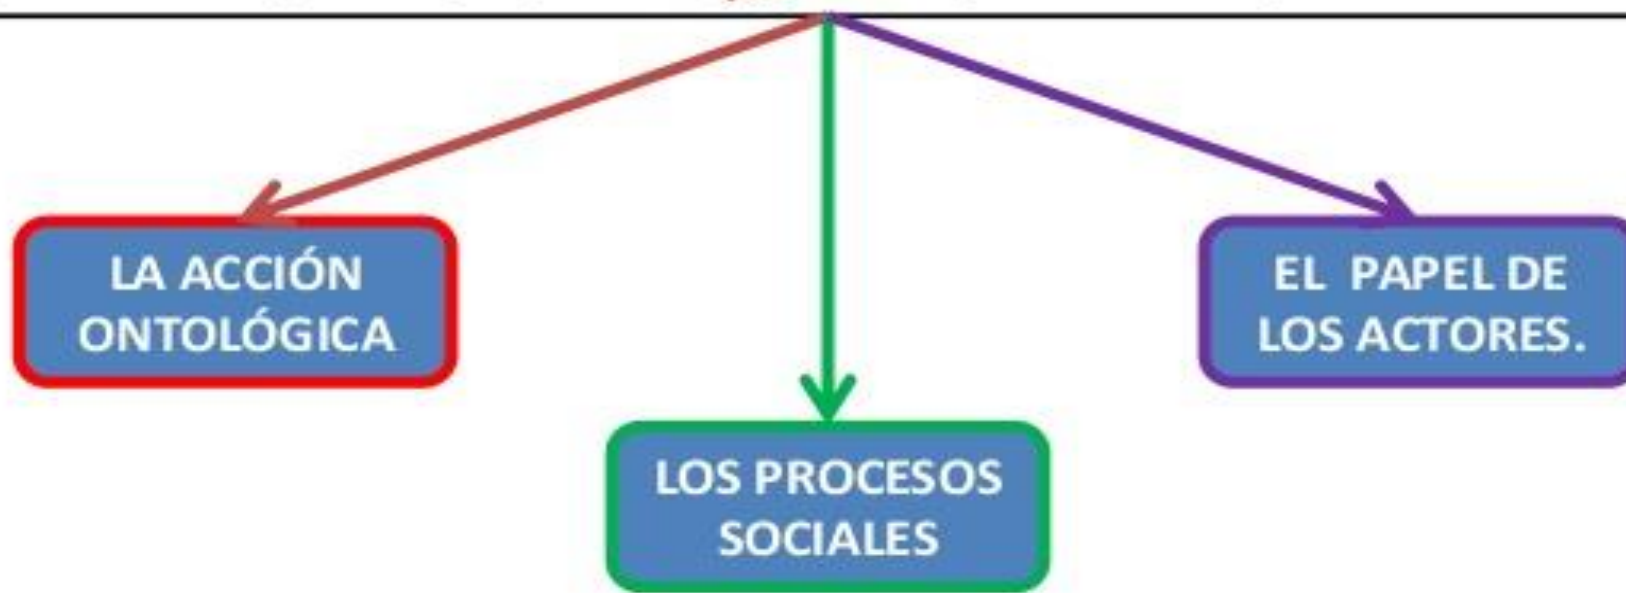 LA ACCIÓN
ONTOLÓGICA
EL PAPEL DE
LOS ACTORES.
LOS PROCESOS
SOCIALES